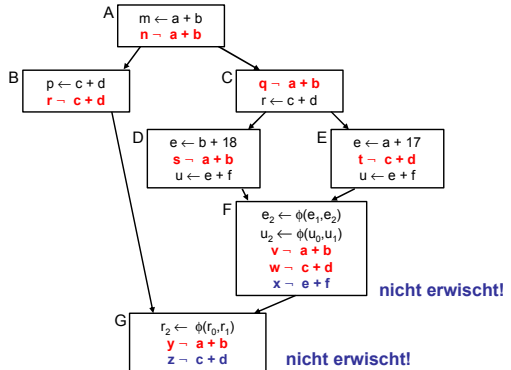 A
m ← a + b
n ¬ a + b
B
p ← c + d
r ¬ c + d
C
q ¬ a + b
r ← c + d
D
e ← b + 18
s ¬ a + b
u ← e + f
E
e ← a + 17
t ¬ c + d
u ← e + f
F
e₂ ← ϕ(e₁,e₂)
u₂ ← ϕ(u₀,u₁)
v ¬ a + b
w ¬ c + d
x ¬ e + f
nicht erwischt!
G
r₂ ← ϕ(r₀,r₁)
y ¬ a + b
z ¬ c + d
nicht erwischt!